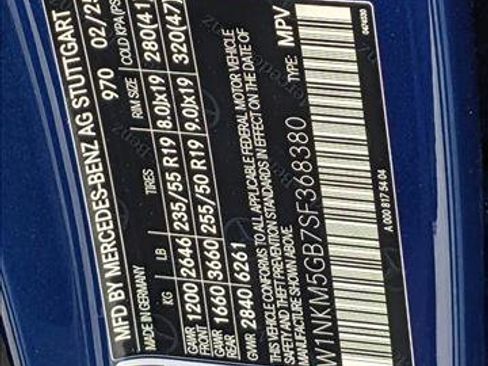 MFD BY MERCEDES-BENZ AG STUTTGART
MADE IN GERMANY 970 02/25
KG LB TIRES RIM SIZE COLD KPA (PSI
GAWR FRONT 1200 2646 235/55 R19 8.0Jx19 280(41
GAWR REAR 1660 3660 255/50 R19 9.0Jx19 320(47
GVWR 2840 6261
THIS VEHICLE CONFORMS TO ALL APPLICABLE FEDERAL MOTOR VEHICLE
SAFETY AND THEFT PREVENTION STANDARDS IN EFFECT ON THE DATE OF
MANUFACTURE SHOWN ABOVE.
TYPE: MPV
W1NKM5GB7SF368380
A 000 817 54 04